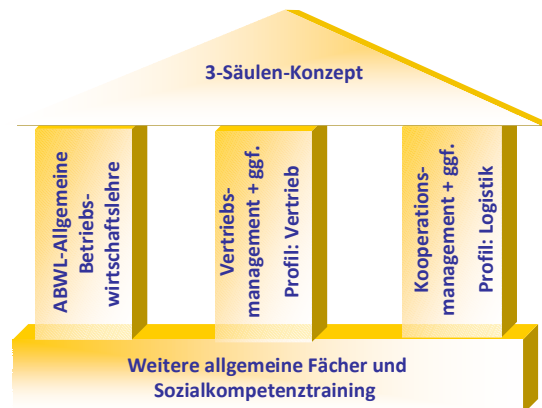 3-Säulen-Konzept
ABWL-Allgemeine
Betriebs-
wirtschaftslehre
Vertriebs-
management + ggf.
Profil: Vertrieb
Kooperations-
management + ggf.
Profil: Logistik
Weitere allgemeine Fächer und
Sozialkompetenztraining